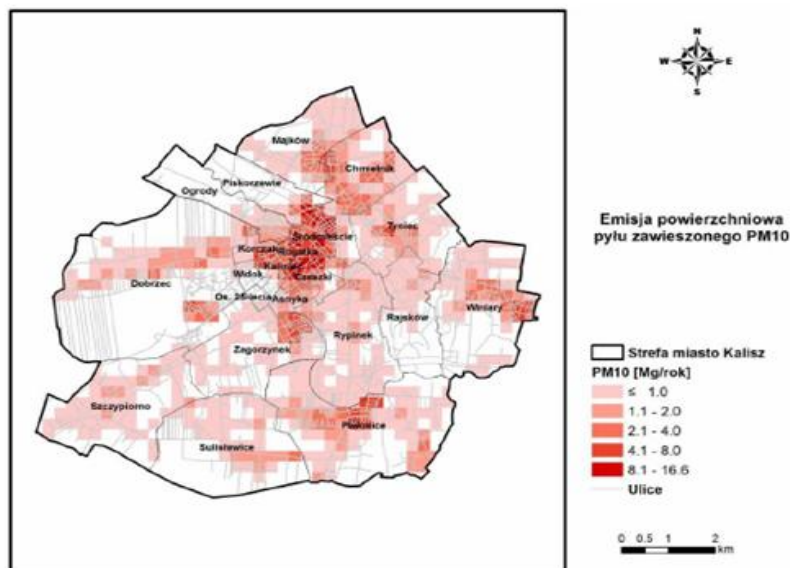 N
W E
S
Majków
Chmielnik
Piskorzewie
Ogrody
Śródmieście
Tyniec
Rogatka
Korczak
Kaliniec
Dobrzec
Widok
Czaszki
Os. 25-lecia
Asnyka
Winiary
Rypinek
Rajsków
Zagorzynek
Szczypiorno
Piwonice
Sulisławice
Emisja powierzchniowa
pyłu zawieszonego PM10
Strefa miasto Kalisz
PM10 [Mg/rok]
≤ 1.0
1.1 - 2.0
2.1 - 4.0
4.1 - 8.0
8.1 - 16.6
Ulice
0 0.5 1 2
km